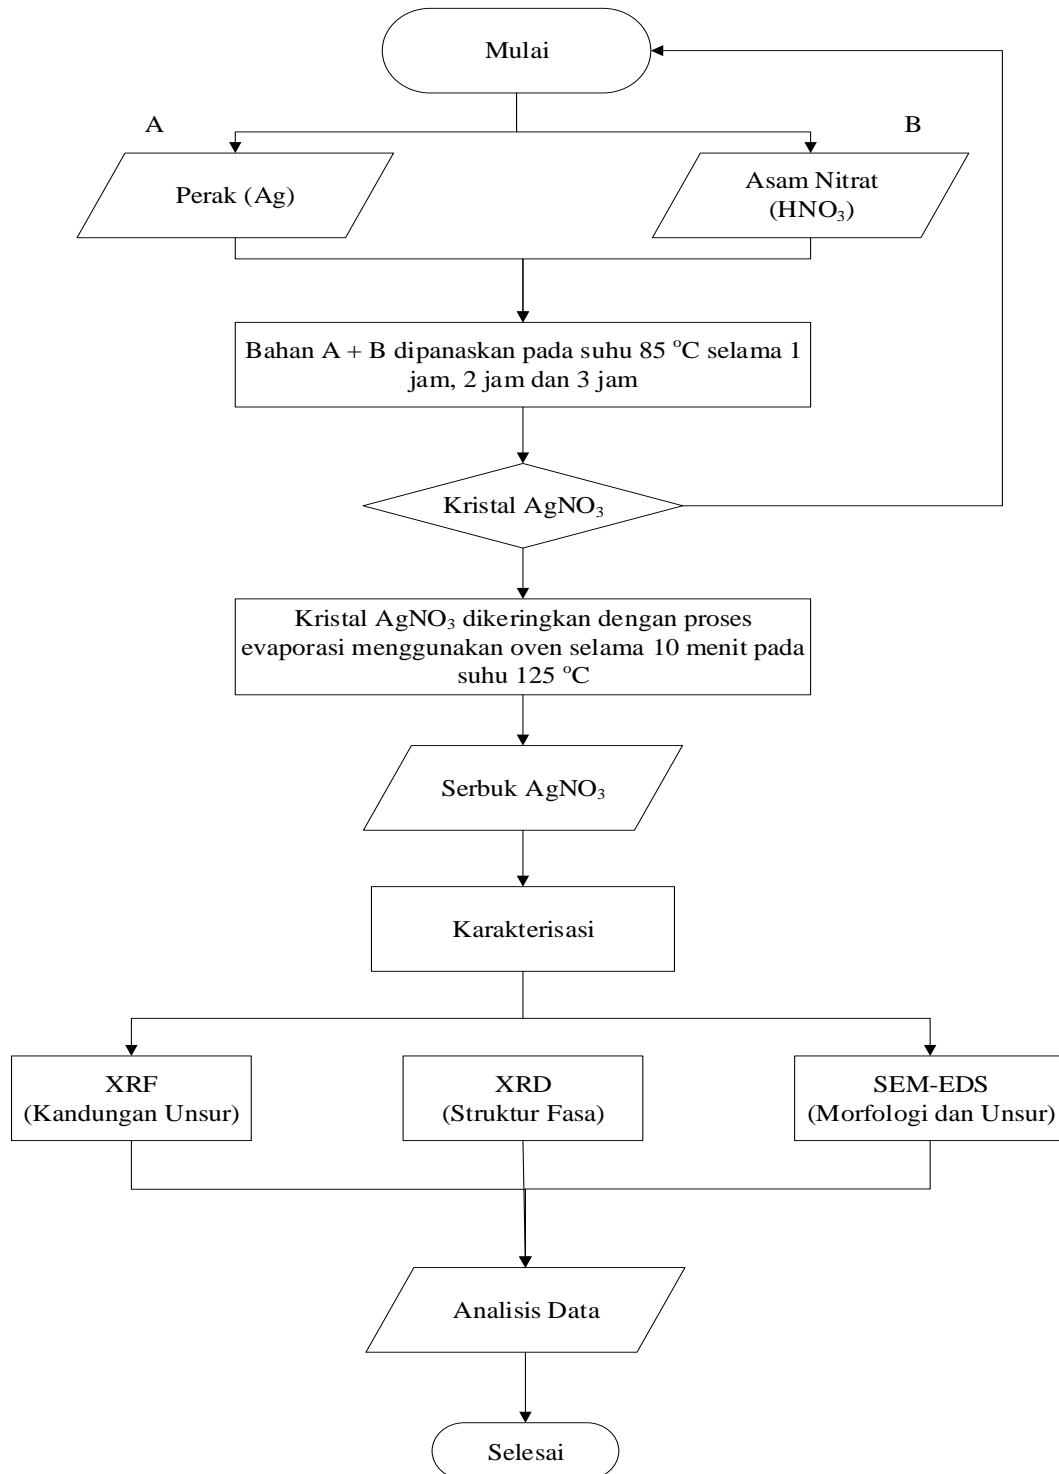 Mulai
A
B
Perak (Ag)
Asam Nitrat
(HNO₃)
Bahan A + B dipanaskan pada suhu 85 °C selama 1
jam, 2 jam dan 3 jam
Kristal AgNO₃
Kristal AgNO₃ dikeringkan dengan proses
evaporasi menggunakan oven selama 10 menit pada
suhu 125 °C
Serbuk AgNO₃
Karakterisasi
XRF
(Kandungan Unsur)
XRD
(Struktur Fasa)
SEM-EDS
(Morfologi dan Unsur)
Analisis Data
Selesai